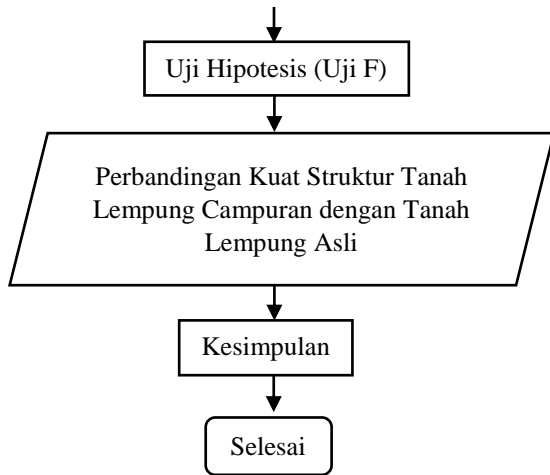 Uji Hipotesis (Uji F)
Perbandingan Kuat Struktur Tanah
Lempung Campuran dengan Tanah
Lempung Asli
Kesimpulan
Selesai